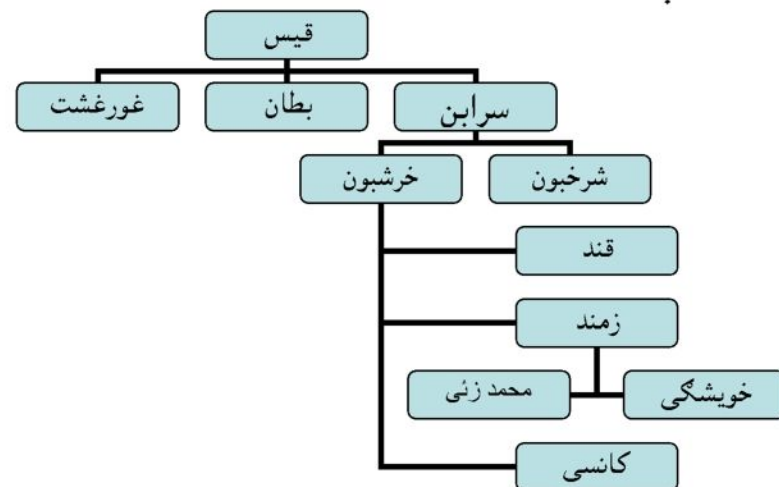 قیس
سرابن
بطان
غورغشت
شرخبون
خرشبون
قند
زمند
خویشگی
محمد زئی
کانسی